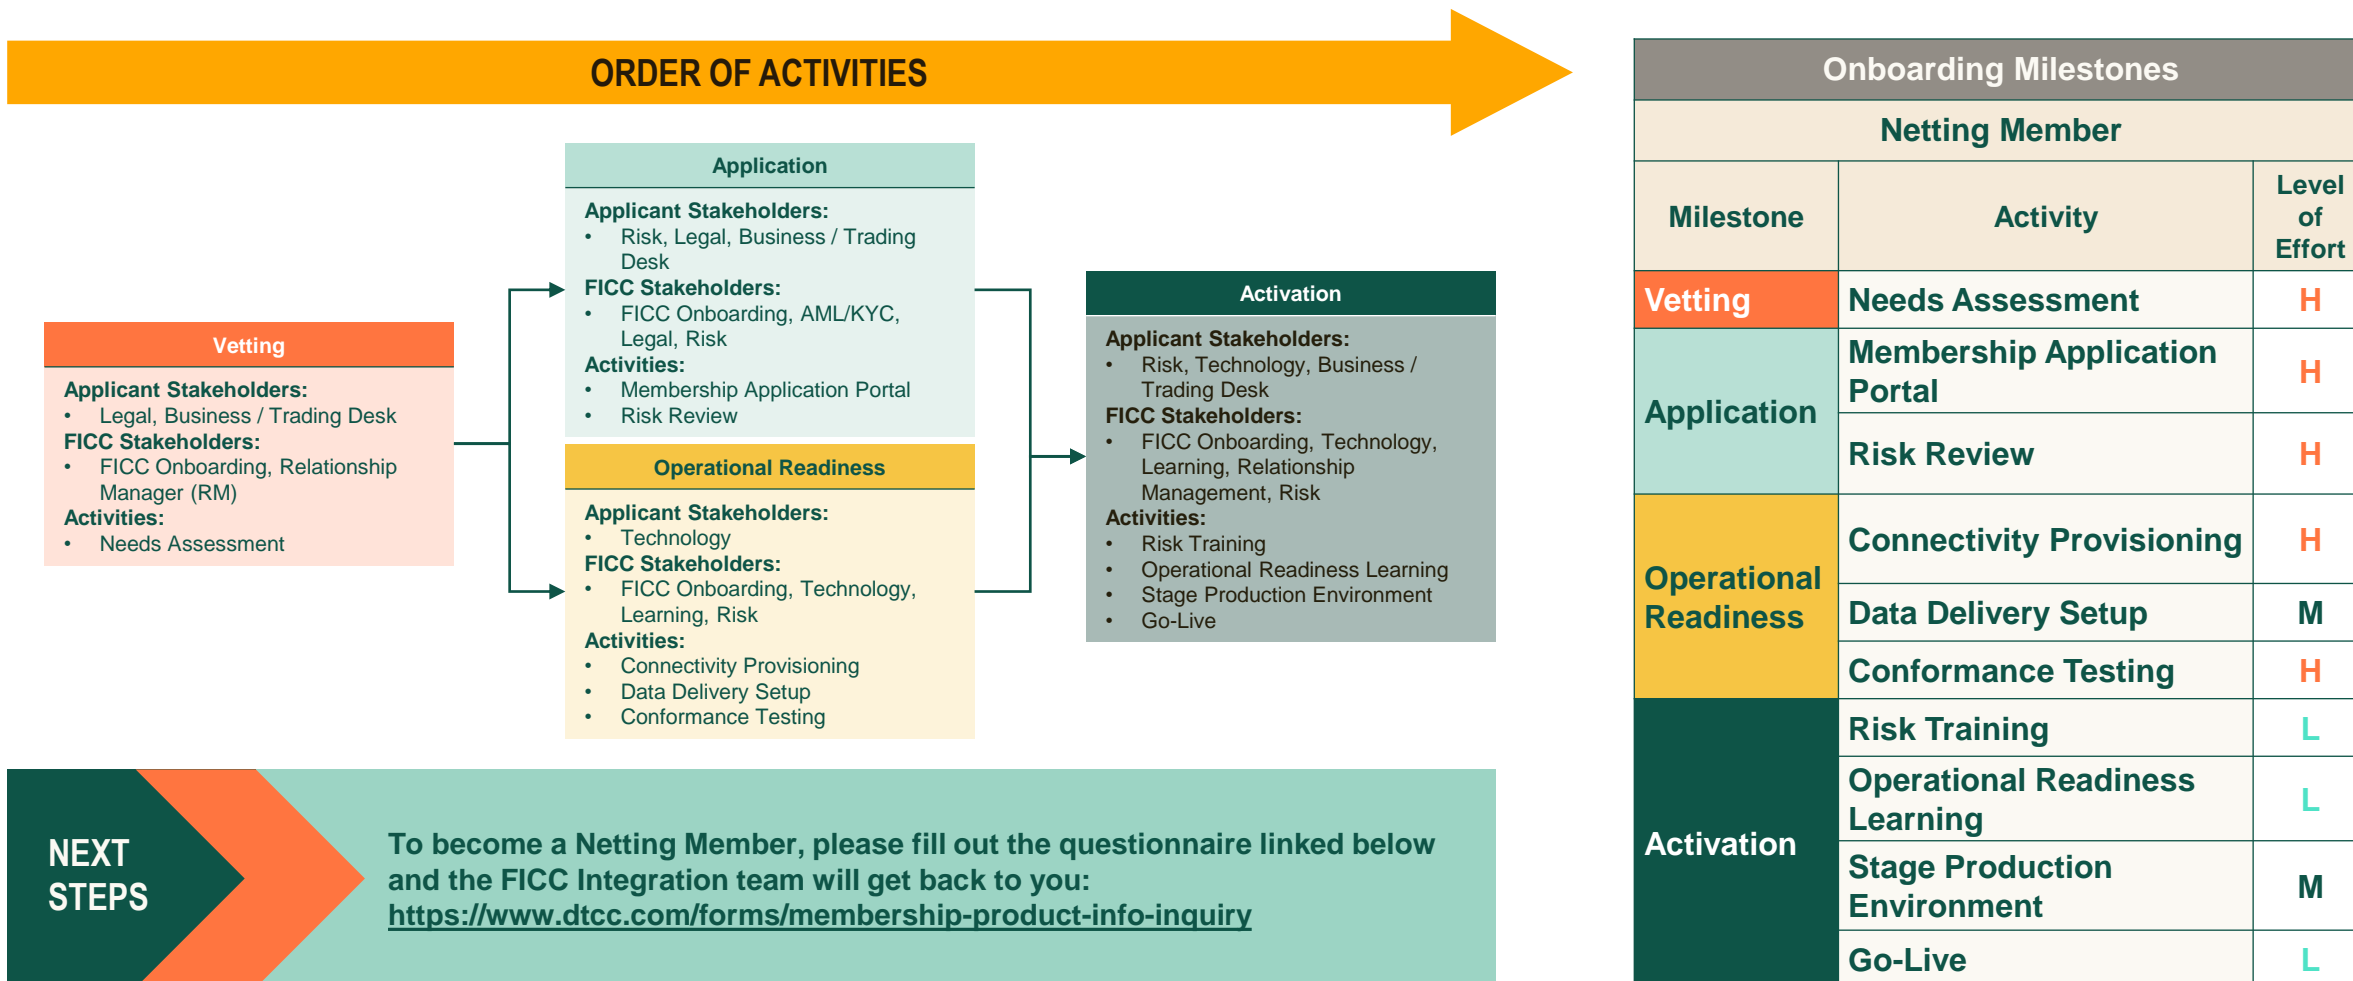 ORDER OF ACTIVITIES
Vetting
Applicant Stakeholders:
• Legal, Business / Trading Desk
FICC Stakeholders:
• FICC Onboarding, Relationship
Manager (RM)
Activities:
• Needs Assessment
Application
Applicant Stakeholders:
• Risk, Legal, Business / Trading
Desk
FICC Stakeholders:
• FICC Onboarding, AML/KYC,
Legal, Risk
Activities:
• Membership Application Portal
• Risk Review
Operational Readiness
Applicant Stakeholders:
• Technology
FICC Stakeholders:
• FICC Onboarding, Technology,
Learning, Risk
Activities:
• Connectivity Provisioning
• Data Delivery Setup
• Conformance Testing
Activation
Applicant Stakeholders:
• Risk, Technology, Business /
Trading Desk
FICC Stakeholders:
• FICC Onboarding, Technology,
Learning, Relationship
Management, Risk
Activities:
• Risk Training
• Operational Readiness Learning
• Stage Production Environment
• Go-Live
NEXT
STEPS
To become a Netting Member, please fill out the questionnaire linked below
and the FICC Integration team will get back to you:
https://www.dtcc.com/forms/membership-product-info-inquiry
Onboarding Milestones
Netting Member
Milestone
Activity
Level
of
Effort
Vetting
Needs Assessment
H
Application
Membership Application
Portal
H
Risk Review
H
Operational
Readiness
Connectivity Provisioning
H
Data Delivery Setup
M
Conformance Testing
H
Activation
Risk Training
L
Operational Readiness
Learning
L
Stage Production
Environment
M
Go-Live
L